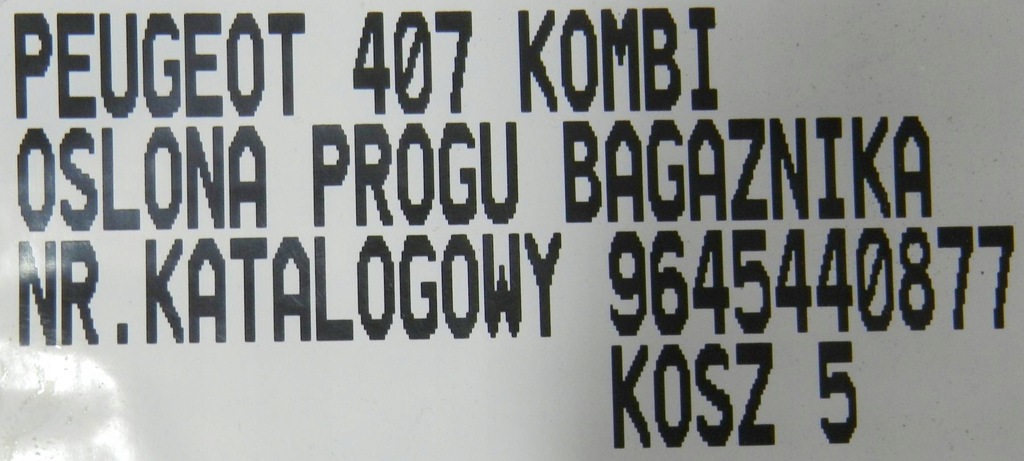 PEUGEOT 407 KOMBI
OSLONA PROGU BAGAZNIKA
NR.KATALOGOWY 9645440877
KOSZ 5